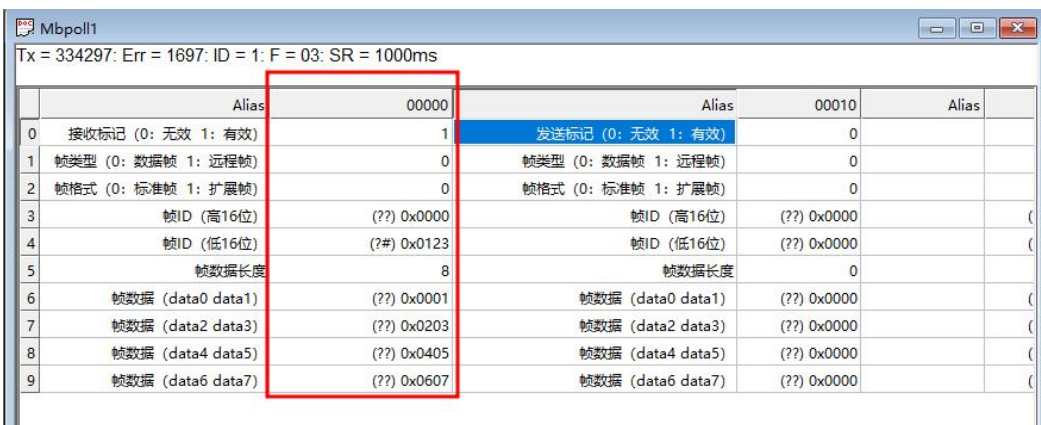 Mbpoll1
Tx = 334297: Err = 1697: ID = 1: F = 03: SR = 1000ms
Alias 00000 Alias 00010 Alias
0 接收标记（0：无效 1：有效） 1 发送标记（0：无效 1：有效） 0
1 帧类型（0：数据帧 1：远程帧） 0 帧类型（0：数据帧 1：远程帧） 0
2 帧格式（0：标准帧 1：扩展帧） 0 帧格式（0：标准帧 1：扩展帧） 0
3 帧ID（高16位） (??) 0x0000 帧ID（高16位） (??) 0x0000 (
4 帧ID（低16位） (?#) 0x0123 帧ID（低16位） (??) 0x0000 (
5 帧数据长度 8 帧数据长度 0
6 帧数据（data0 data1） (??) 0x0001 帧数据（data0 data1） (??) 0x0000 (
7 帧数据（data2 data3） (??) 0x0203 帧数据（data2 data3） (??) 0x0000 (
8 帧数据（data4 data5） (??) 0x0405 帧数据（data4 data5） (??) 0x0000 (
9 帧数据（data6 data7） (??) 0x0607 帧数据（data6 data7） (??) 0x0000 (